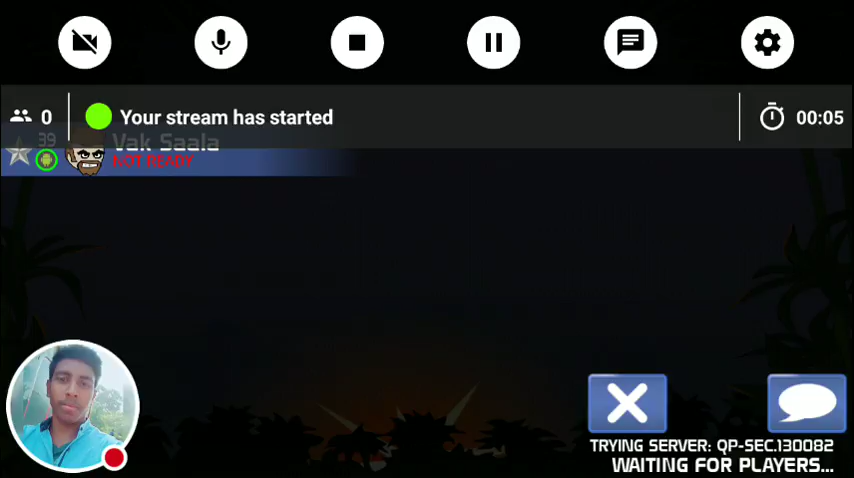 0
Your stream has started
00:05
39
Vak Saala
NOT READY
TRYING SERVER: QP-SEC.130082
WAITING FOR PLAYERS...